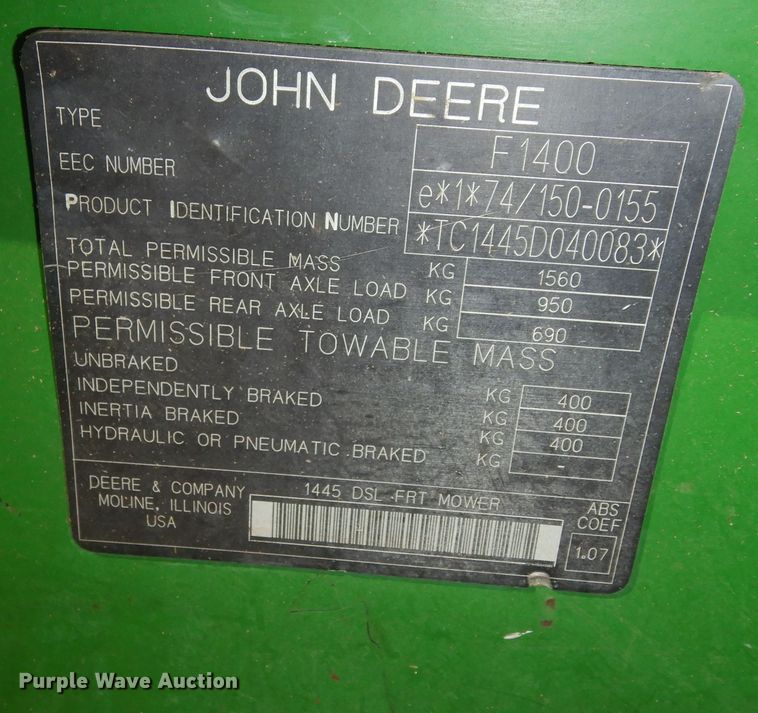 JOHN DEERE
TYPE F1400
EEC NUMBER e*1*74/150-0155
PRODUCT IDENTIFICATION NUMBER *TC1445D040083*
TOTAL PERMISSIBLE MASS KG 1560
PERMISSIBLE FRONT AXLE LOAD KG 950
PERMISSIBLE REAR AXLE LOAD KG 690
PERMISSIBLE TOWABLE MASS
UNBRAKED KG 400
INDEPENDENTLY BRAKED KG 400
INERTIA BRAKED KG 400
HYDRAULIC OR PNEUMATIC BRAKED KG -
DEERE & COMPANY
MOLINE, ILLINOIS
USA
1445 DSL FRT MOWER
ABS
COEF
1.07
Purple Wave Auction